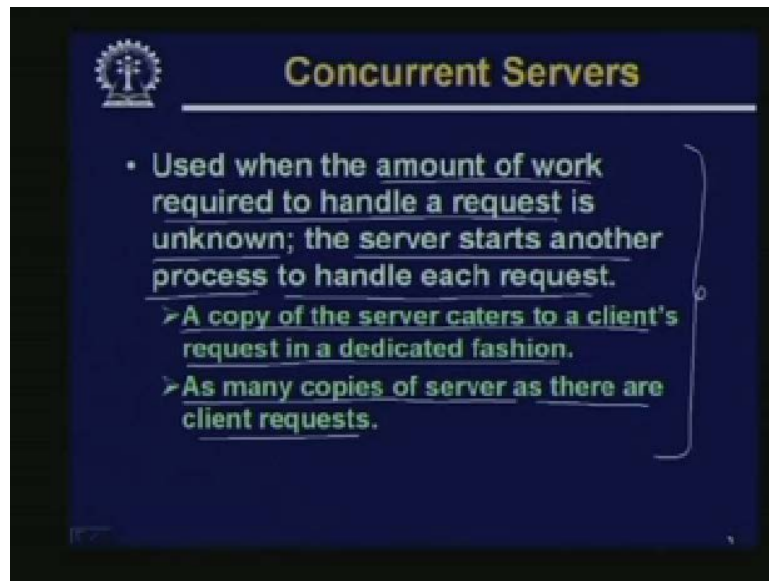 Concurrent Servers
• Used when the amount of work
required to handle a request is
unknown; the server starts another
process to handle each request.
➢A copy of the server caters to a client's
request in a dedicated fashion.
➢As many copies of server as there are
client requests.